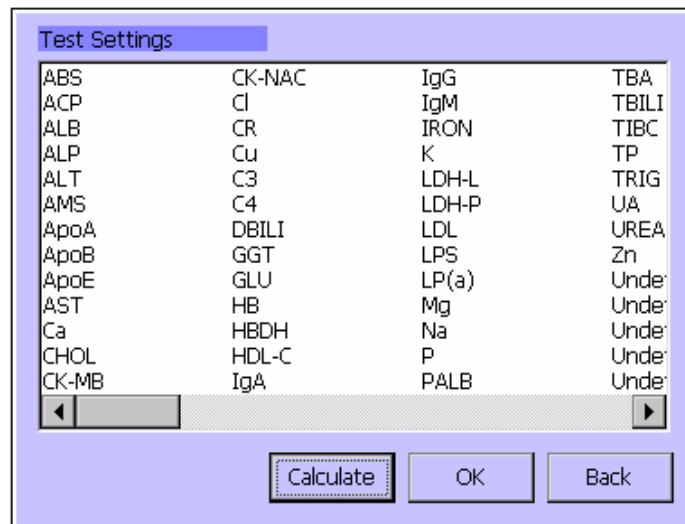 Test Settings
ABS CK-NAC IgG TBA
ACP Cl IgM TBILI
ALB CR IRON TIBC
ALP Cu K TP
ALT C3 LDH-L TRIG
AMS C4 LDH-P UA
ApoA DBILI LDL UREA
ApoB GGT LPS Zn
ApoE GLU LP(a)
AST HB Mg
Ca HBDH Na
CHOL HDL-C P
CK-MB IgA PALB
Calculate OK Back